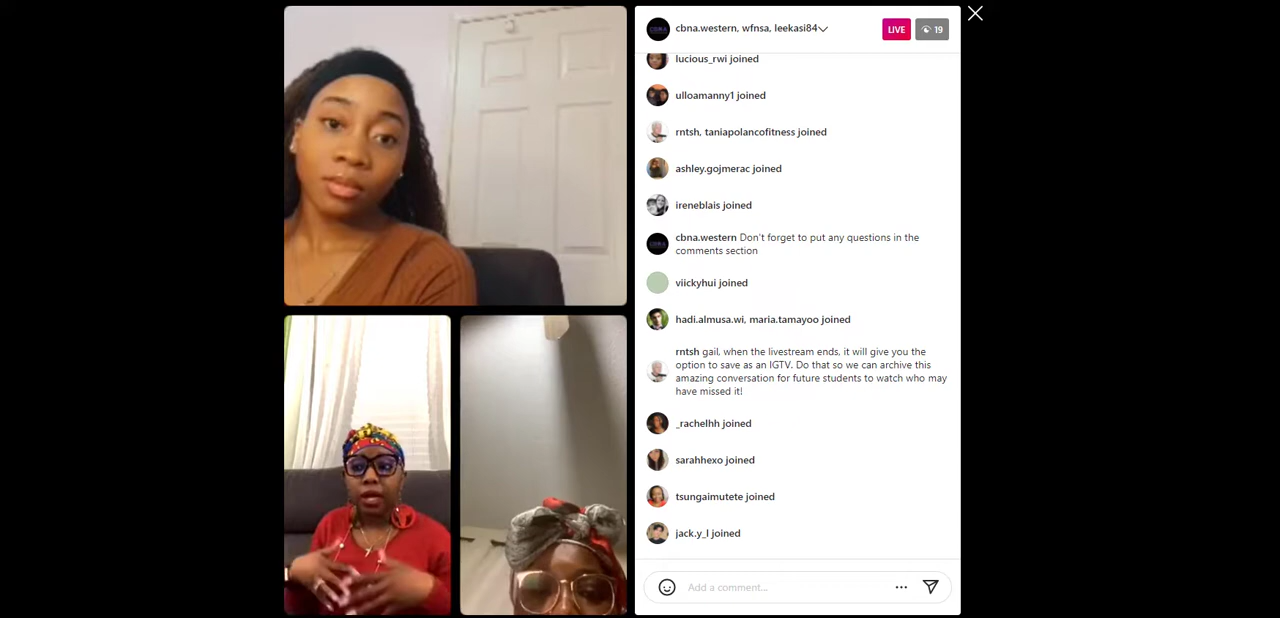 cbna.western, wfnsa, leekasi84
LIVE
19
lucious_rwi joined
ulloamanny1 joined
rntsh, taniapolancofitness joined
ashley.gojmerac joined
ireneblais joined
cbna.western Don't forget to put any questions in the
comments section
viickyhui joined
hadi.almusa.wi, maria.tamayoo joined
rntsh gail, when the livestream ends, it will give you the
option to save as an IGTV. Do that so we can archive this
amazing conversation for future students to watch who may
have missed it!
_rachelhh joined
sarahhexo joined
tsungaimutete joined
jack.y_l joined
Add a comment...